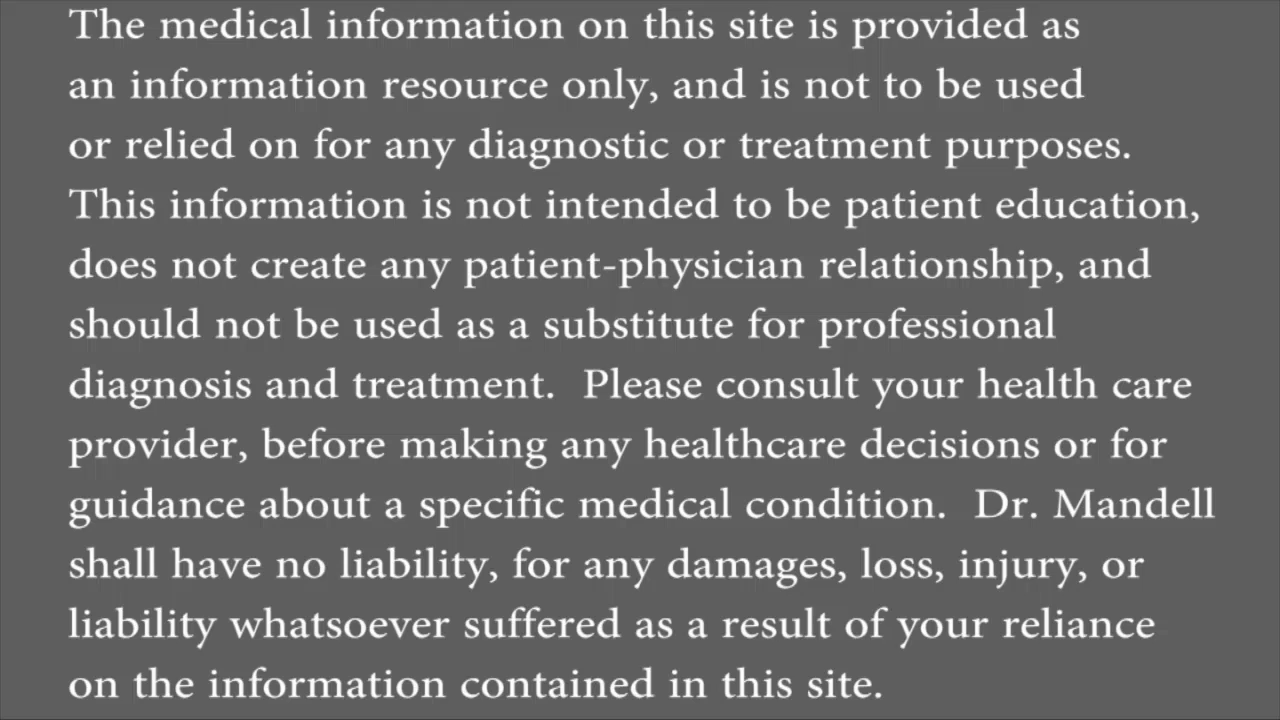 The medical information on this site is provided as
an information resource only, and is not to be used
or relied on for any diagnostic or treatment purposes.
This information is not intended to be patient education,
does not create any patient-physician relationship, and
should not be used as a substitute for professional
diagnosis and treatment.  Please consult your health care
provider, before making any healthcare decisions or for
guidance about a specific medical condition.  Dr. Mandell
shall have no liability, for any damages, loss, injury, or
liability whatsoever suffered as a result of your reliance
on the information contained in this site.